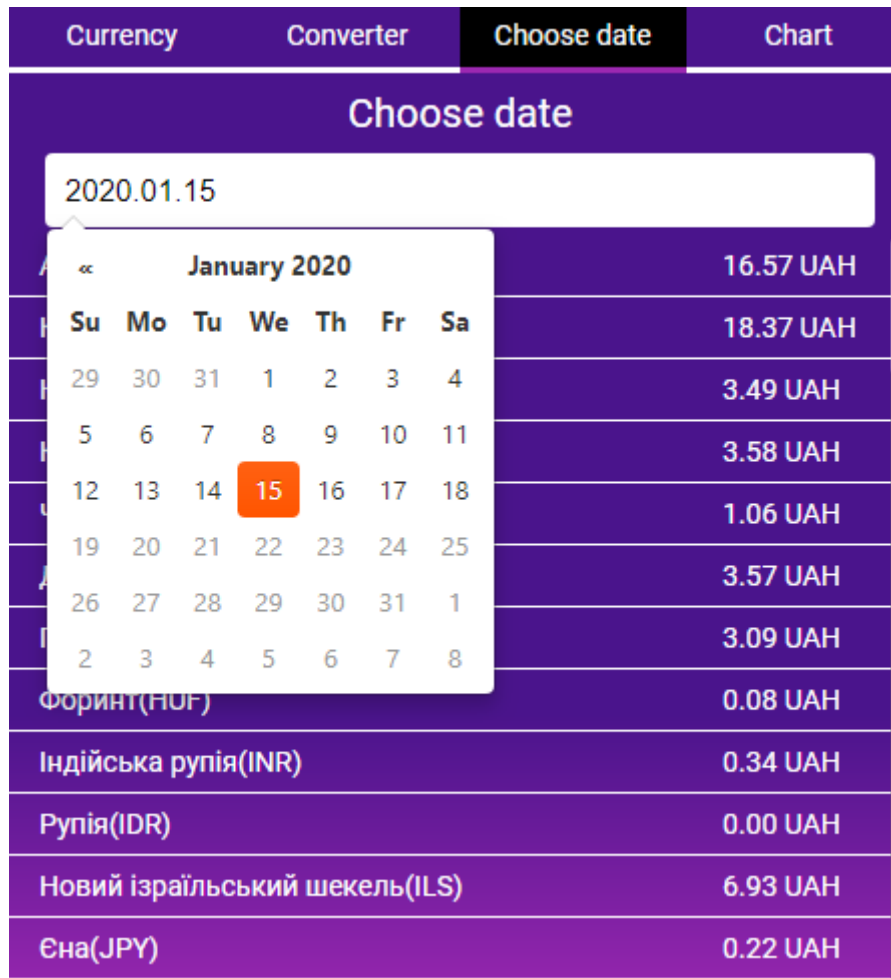 Currency Converter Choose date Chart
Choose date
2020.01.15
« January 2020
16.57 UAH
Su Mo Tu We Th Fr Sa
18.37 UAH
29 30 31 1 2 3 4
3.49 UAH
5 6 7 8 9 10 11
3.58 UAH
12 13 14 15 16 17 18
1.06 UAH
19 20 21 22 23 24 25
3.57 UAH
26 27 28 29 30 31 1
3.09 UAH
2 3 4 5 6 7 8
Форинт(HUF) 0.08 UAH
Індійська рупія(INR) 0.34 UAH
Рупія(IDR) 0.00 UAH
Новий ізраїльський шекель(ILS) 6.93 UAH
Єна(JPY) 0.22 UAH